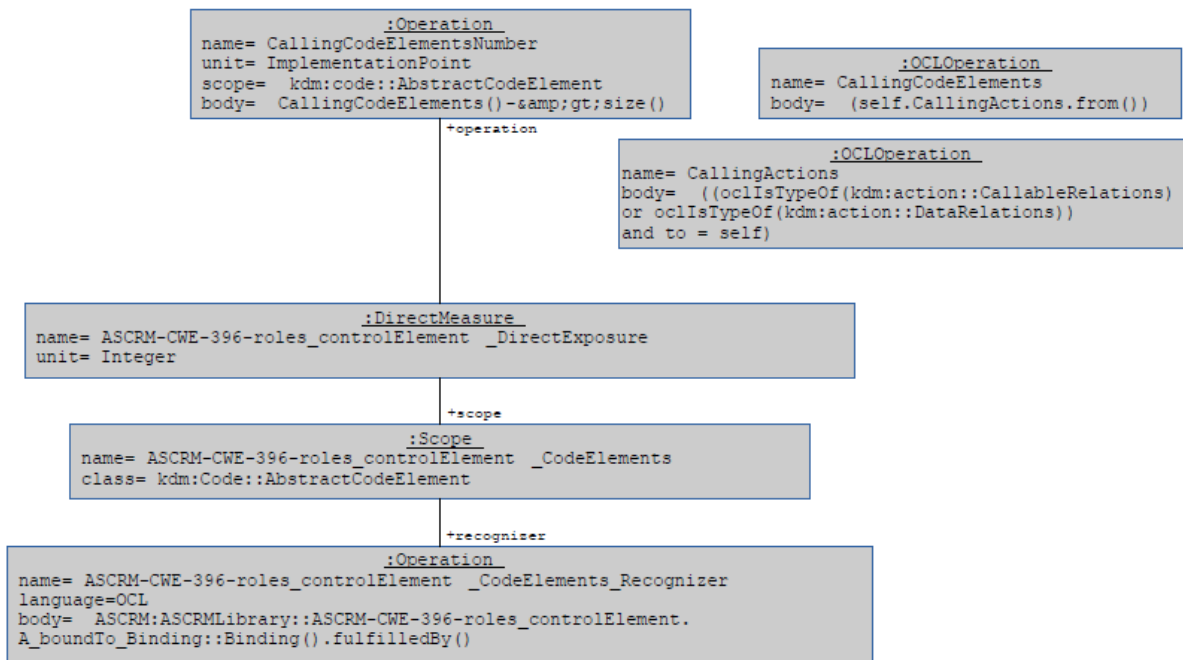 :Operation
name= CallingCodeElementsNumber
unit= ImplementationPoint
scope=  kdm:code::AbstractCodeElement
body=  CallingCodeElements()-&amp;gt;size()
:OCLOperation
name= CallingCodeElements
body=  (self.CallingActions.from())
+operation
:OCLOperation
name= CallingActions
body=  ((oclIsTypeOf(kdm:action::CallableRelations)
or oclIsTypeOf(kdm:action::DataRelations))
and to = self)
:DirectMeasure
name= ASCRM-CWE-396-roles_controlElement _DirectExposure
unit= Integer
+scope
:Scope
name= ASCRM-CWE-396-roles_controlElement _CodeElements
class= kdm:Code::AbstractCodeElement
+recognizer
:Operation
name= ASCRM-CWE-396-roles_controlElement _CodeElements_Recognizer
language=OCL
body=  ASCRM:ASCRMLibrary::ASCRM-CWE-396-roles_controlElement.
A_boundTo_Binding::Binding().fulfilledBy()